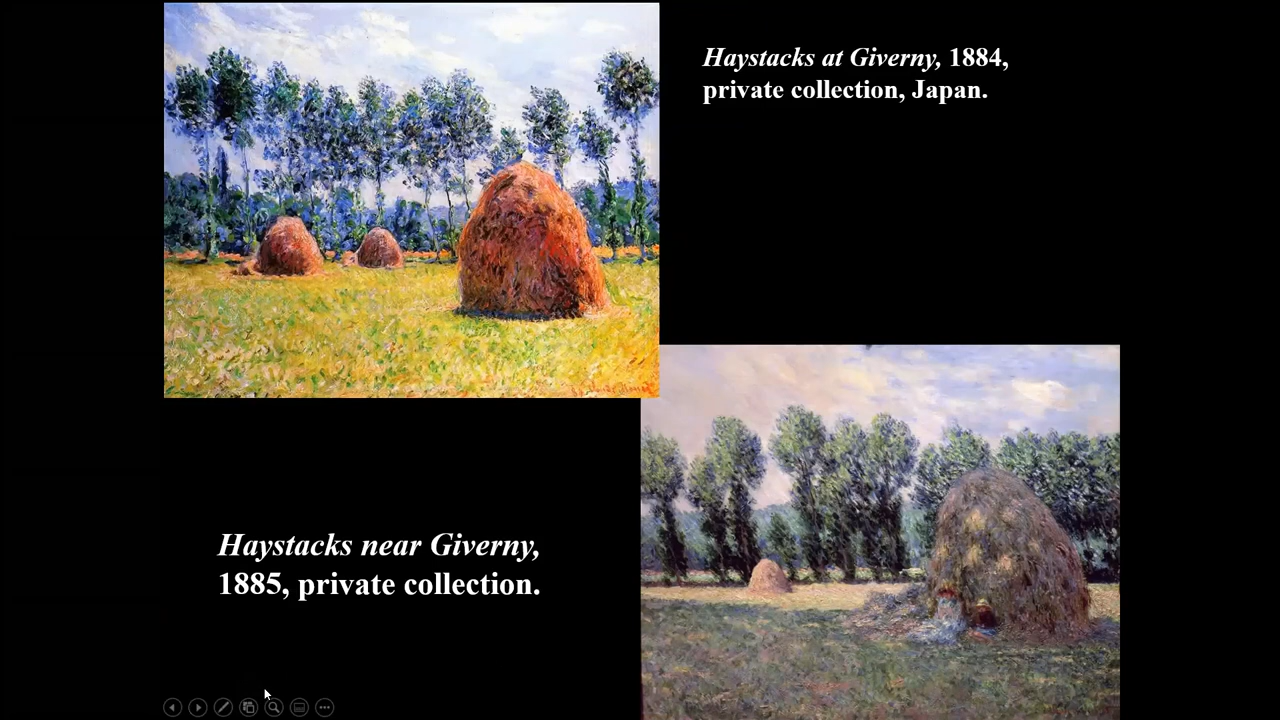 Haystacks at Giverny, 1884,
private collection, Japan.
Haystacks near Giverny,
1885, private collection.